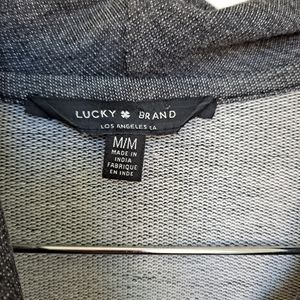 LUCKY BRAND
LOS ANGELES CA
M/M
MADE IN
INDIA
FABRIQUE
EN INDE